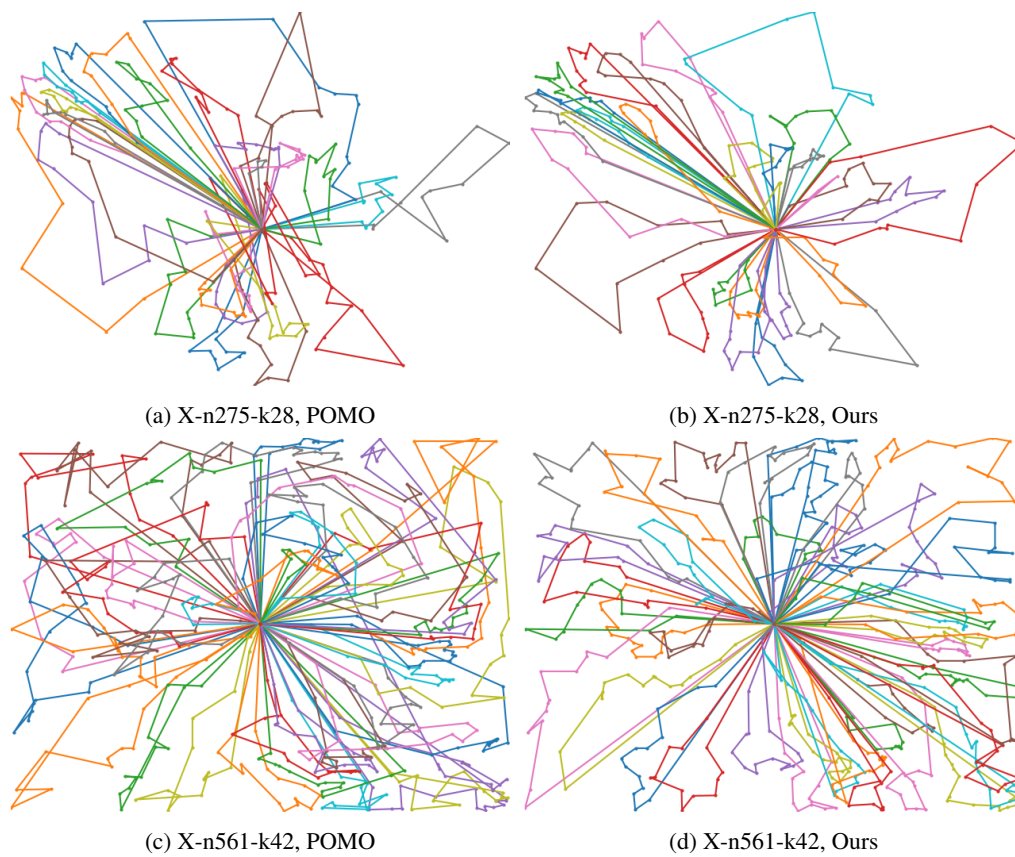 (a) X-n275-k28, POMO
(b) X-n275-k28, Ours
(c) X-n561-k42, POMO
(d) X-n561-k42, Ours